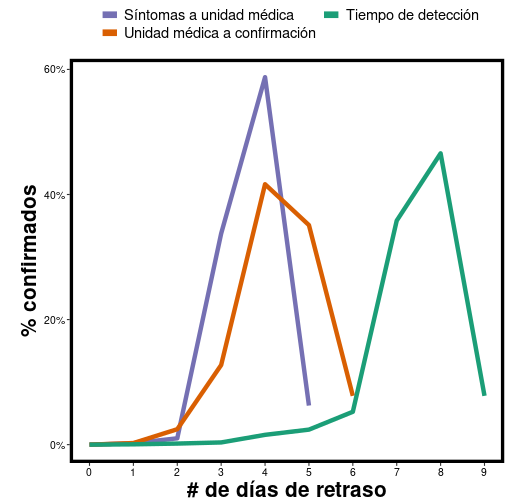 Síntomas a unidad médica
Tiempo de detección
Unidad médica a confirmación
60%
40%
20%
0%
% confirmados
0 1 2 3 4 5 6 7 8 9
# de días de retraso